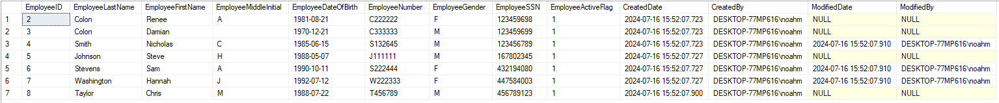 EmployeeID EmployeeLastName EmployeeFirstName EmployeeMiddleInitial EmployeeDateOfBirth EmployeeNumber EmployeeGender EmployeeSSN EmployeeActiveFlag CreatedDate CreatedBy ModifiedDate ModifiedBy
1 2 Colon Renee A 1981-08-21 C222222 F 123459698 1 2024-07-16 15:52:07.723 DESKTOP-77MP616\noahm NULL NULL
2 3 Colon Damian 1970-12-21 C333333 M 123459699 1 2024-07-16 15:52:07.723 DESKTOP-77MP616\noahm NULL NULL
3 4 Smith Nicholas C 1985-06-15 S132645 M 123456789 1 2024-07-16 15:52:07.723 DESKTOP-77MP616\noahm 2024-07-16 15:52:07.910 DESKTOP-77MP616\noahm
4 5 Johnson Steve H 1988-05-07 J111111 M 167802345 1 2024-07-16 15:52:07.727 DESKTOP-77MP616\noahm NULL NULL
5 6 Stevens Sam A 1990-10-11 S222444 F 432194080 1 2024-07-16 15:52:07.727 DESKTOP-77MP616\noahm 2024-07-16 15:52:07.910 DESKTOP-77MP616\noahm
6 7 Washington Hannah J 1992-07-12 W222333 F 447584003 1 2024-07-16 15:52:07.727 DESKTOP-77MP616\noahm 2024-07-16 15:52:07.910 DESKTOP-77MP616\noahm
7 8 Taylor Chris M 1988-07-22 T456789 M 456789123 1 2024-07-16 15:52:07.900 DESKTOP-77MP616\noahm NULL NULL